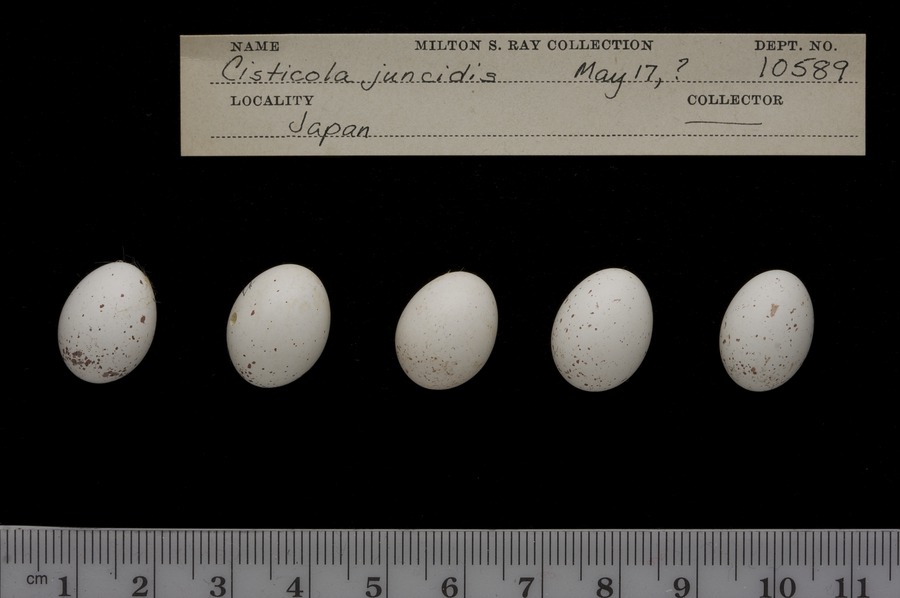 NAME MILTON S. RAY COLLECTION DEPT. NO.
Cisticola juncidis May 17, ? 10589
LOCALITY COLLECTOR
Japan
cm 1 2 3 4 5 6 7 8 9 10 11